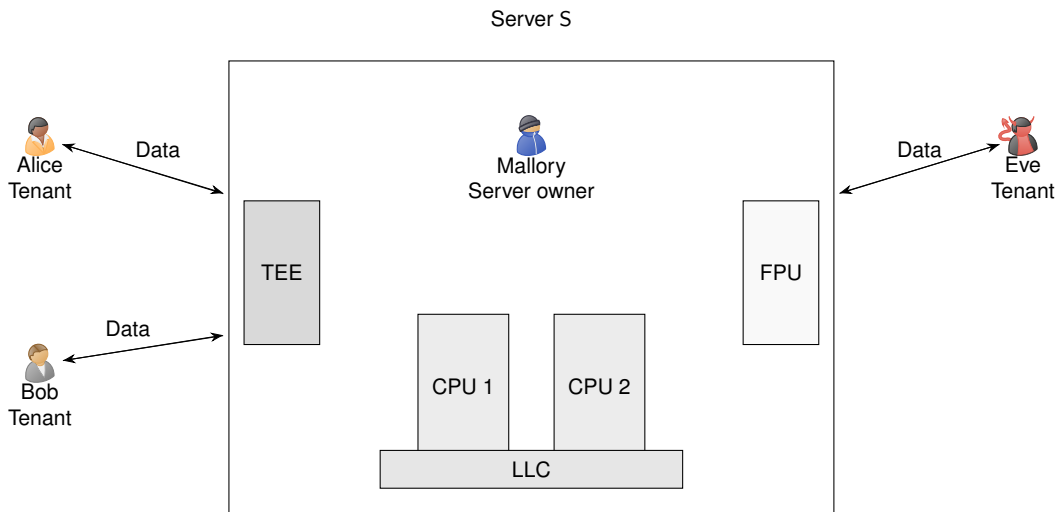 Server S
Alice
Tenant
Data
Mallory
Server owner
Data
Eve
Tenant
TEE
FPU
Data
Bob
Tenant
CPU 1
CPU 2
LLC